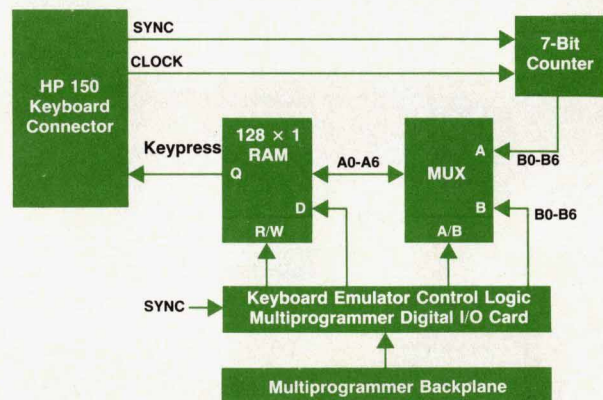 SYNC
CLOCK
HP 150
Keyboard
Connector
7-Bit
Counter
Keypress
128 × 1
RAM
Q
D
R/W
A0-A6
MUX
A
B
A/B
B0-B6
B0-B6
SYNC
Keyboard Emulator Control Logic
Multiprogrammer Digital I/O Card
Multiprogrammer Backplane